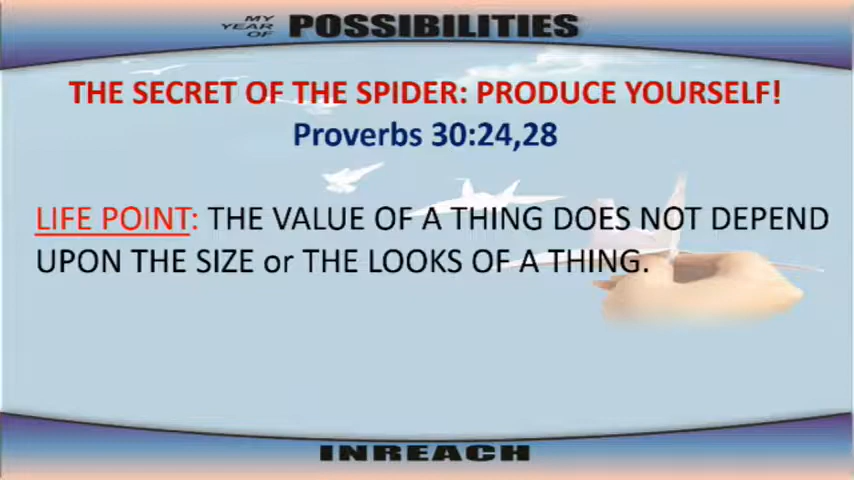 MY
YEAR
OF
POSSIBILITIES
THE SECRET OF THE SPIDER: PRODUCE YOURSELF!
Proverbs 30:24,28
LIFE POINT: THE VALUE OF A THING DOES NOT DEPEND
UPON THE SIZE or THE LOOKS OF A THING.
INREACH